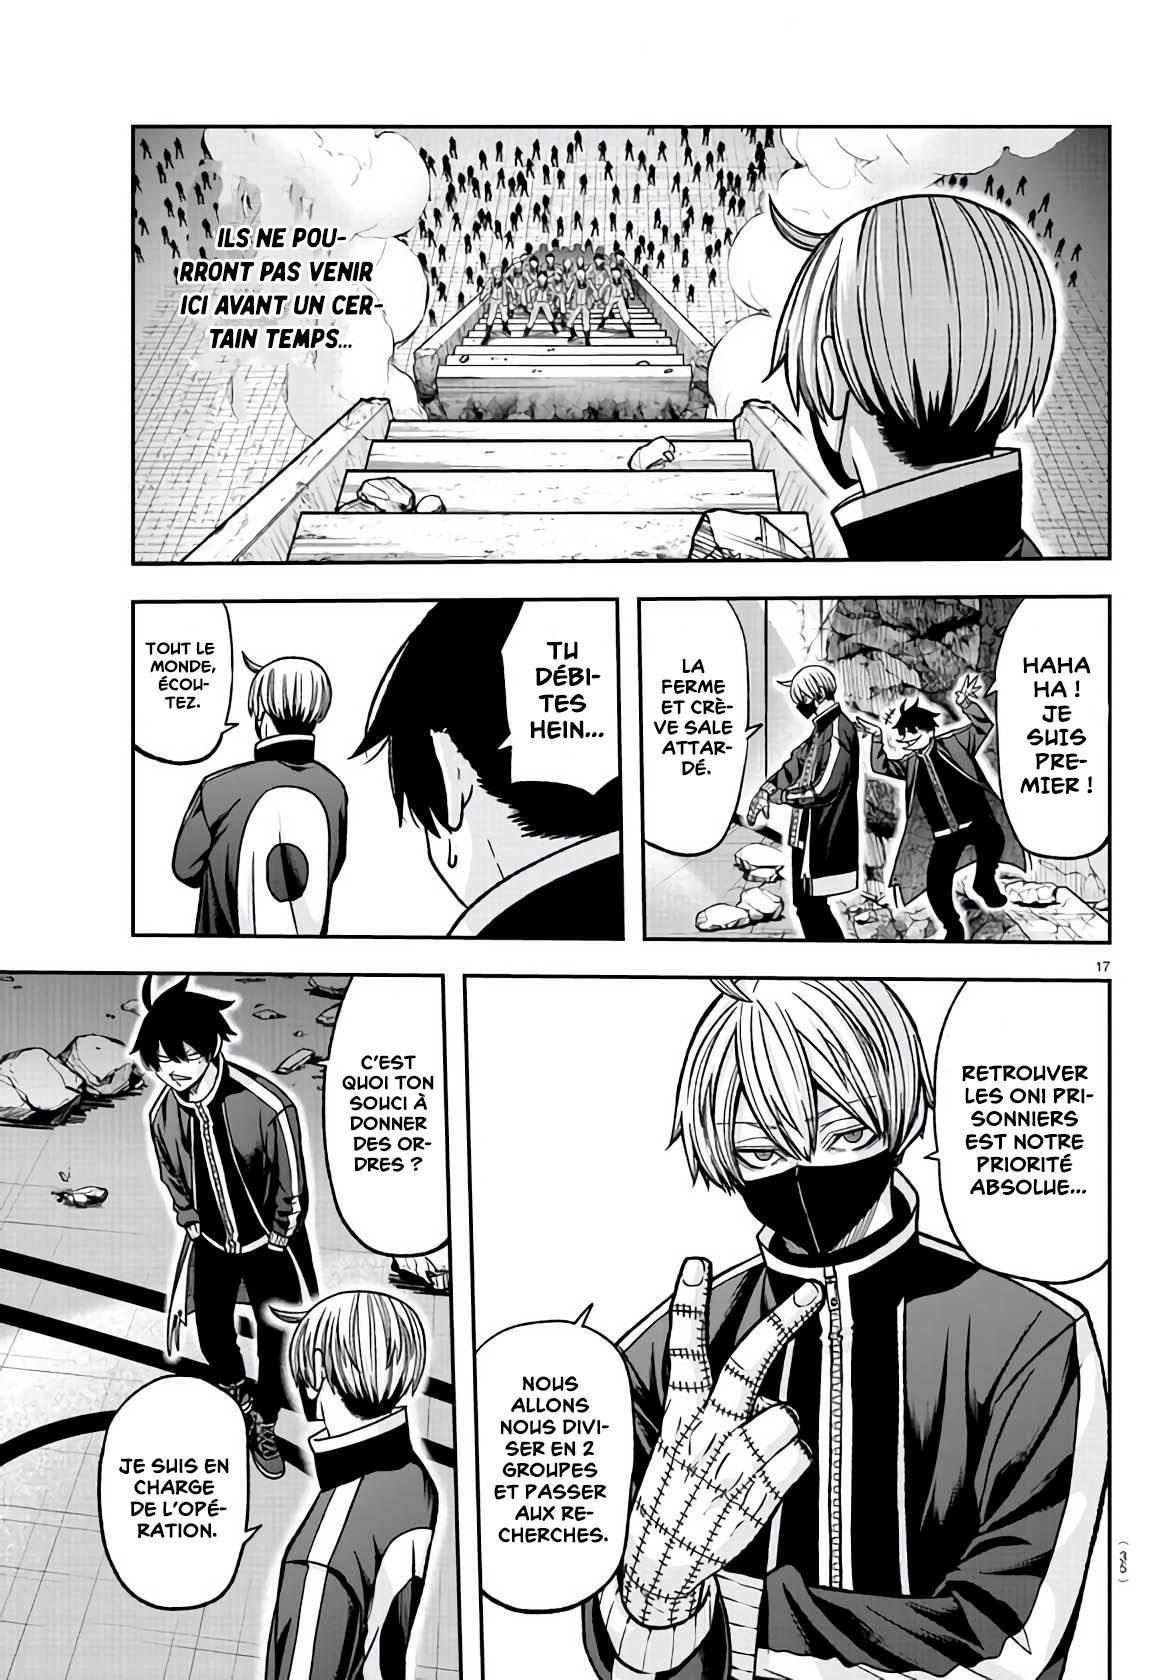 ILS NE POU-
RRONT PAS VENIR
ICI AVANT UN CER-
TAIN TEMPS...
HAHA
HA !
JE
SUIS
PRE-
MIER !
LA
FERME
ET CRÈ-
VE SALE
ATTAR-
DÉ.
TU
DÉBI-
TES
HEIN...
TOUT LE
MONDE,
ÉCOU-
TEZ.
17
RETROUVER
LES ONI PRI-
SONNIERS
EST NOTRE
PRIORITÉ
ABSOLUE...
NOUS
ALLONS
NOUS DIVI-
SER EN 2
GROUPES
ET PASSER
AUX RE-
CHERCHES.
C'EST
QUOI TON
SOUCI À
DONNER
DES OR-
DRES ?
JE SUIS EN
CHARGE
DE L'OPÉ-
RATION.